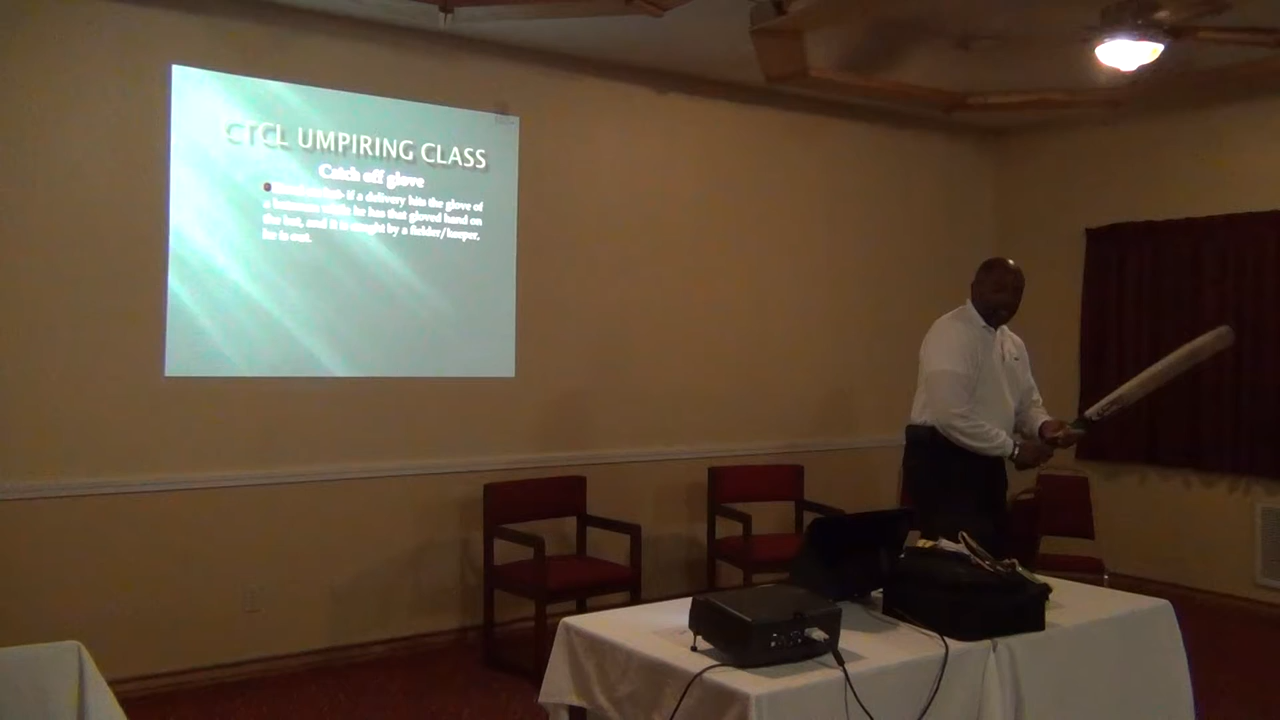 CTCL UMPIRING CLASS
Catch off glove
if a delivery hits the glove of
a batsman while he has that gloved hand on
the bat, and it is caught by a fielder/keeper,
he is out.